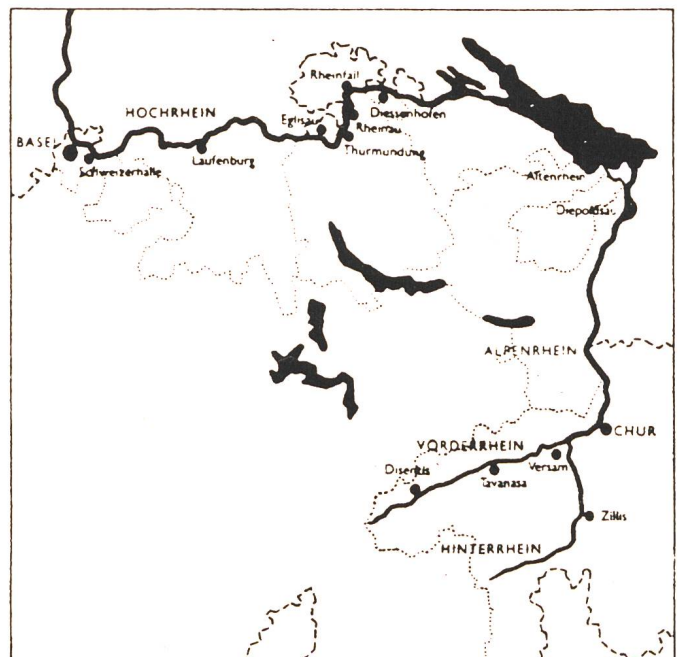 Rheinfall
HOCHRHEIN
Eglisau
Diessenhofen
Rheinau
BASEL
Thurmündung
Laufenburg
Schweizerhalle
Altenrhein
Diepoldsau
ALPENRHEIN
CHUR
VORDERRHEIN
Disentis
Versam
Tavanasa
Zillis
HINTERRHEIN